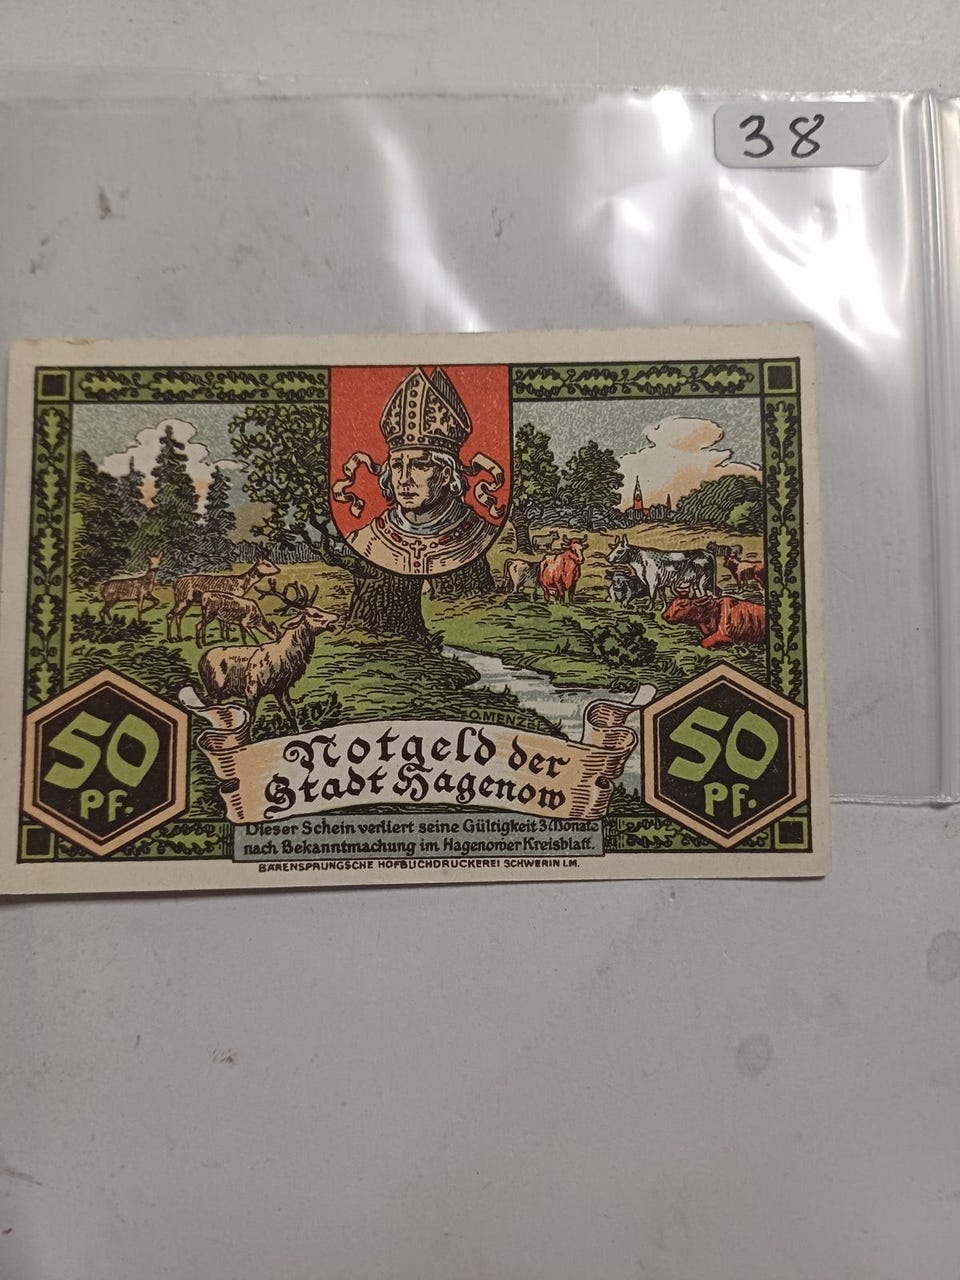 38
O.MENZEL
Notgeld der
Stadt Hagenow
50
PF.
50
PF.
Dieser Schein verliert seine Gültigkeit 3 Monate
nach Bekanntmachung im Hagenower Kreisblatt.
BÄRENSPRUNGSCHE HOFBUCHDRUCKEREI SCHWERIN I.M.